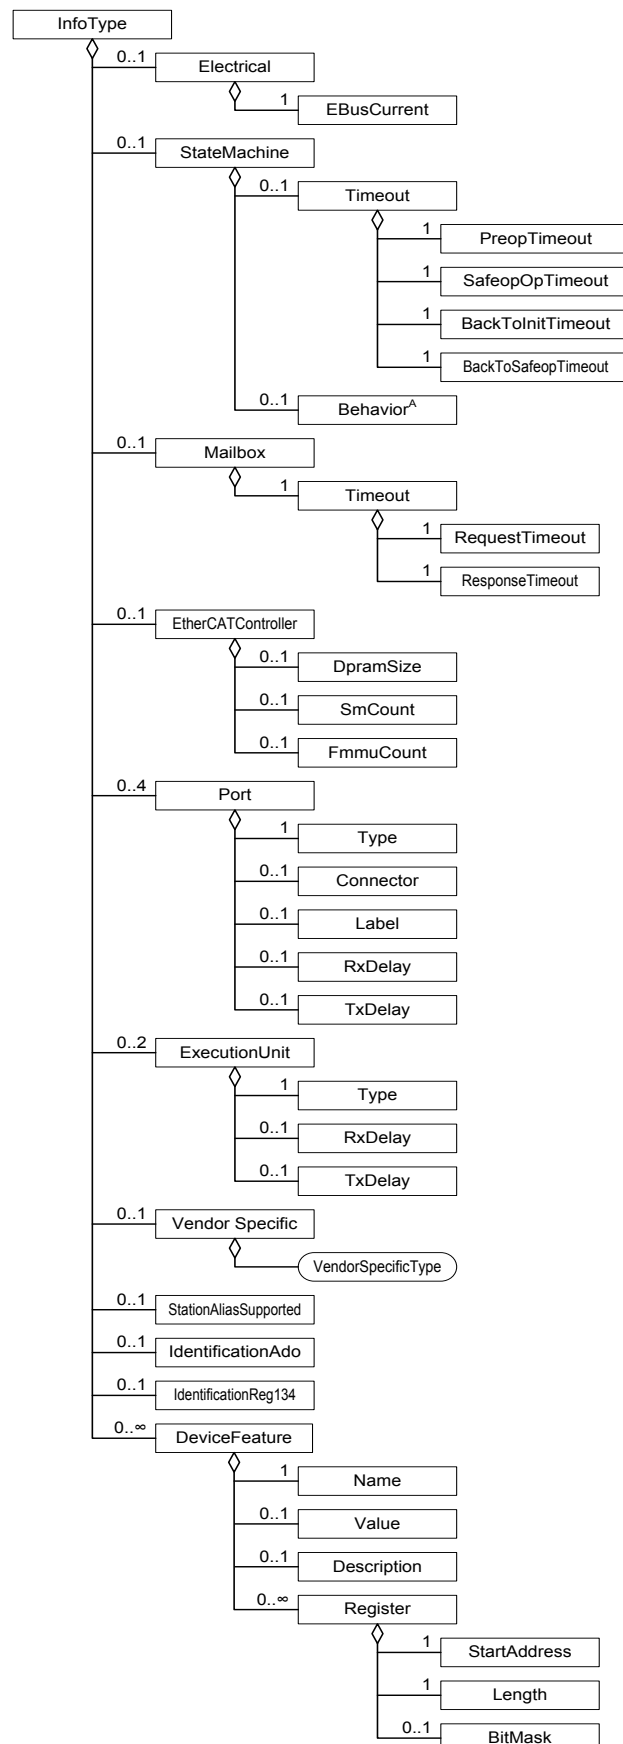 InfoType
0..1 Electrical
1 EBusCurrent
0..1 StateMachine
0..1 Timeout
1 PreopTimeout
1 SafeopOpTimeout
1 BackToInitTimeout
1 BackToSafeopTimeout
0..1 Behavior^A
0..1 Mailbox
1 Timeout
1 RequestTimeout
1 ResponseTimeout
0..1 EtherCATController
0..1 DpramSize
0..1 SmCount
0..1 FmmuCount
0..4 Port
1 Type
0..1 Connector
0..1 Label
0..1 RxDelay
0..1 TxDelay
0..2 ExecutionUnit
1 Type
0..1 RxDelay
0..1 TxDelay
0..1 Vendor Specific
VendorSpecificType
0..1 StationAliasSupported
0..1 IdentificationAdo
0..1 IdentificationReg134
0..∞ DeviceFeature
1 Name
0..1 Value
0..1 Description
0..∞ Register
1 StartAddress
1 Length
0..1 BitMask